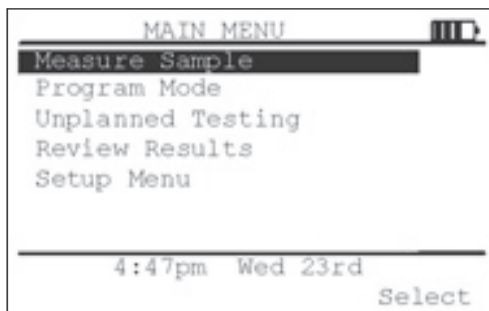 MAIN MENU
Measure Sample
Program Mode
Unplanned Testing
Review Results
Setup Menu
4:47pm Wed 23rd
Select